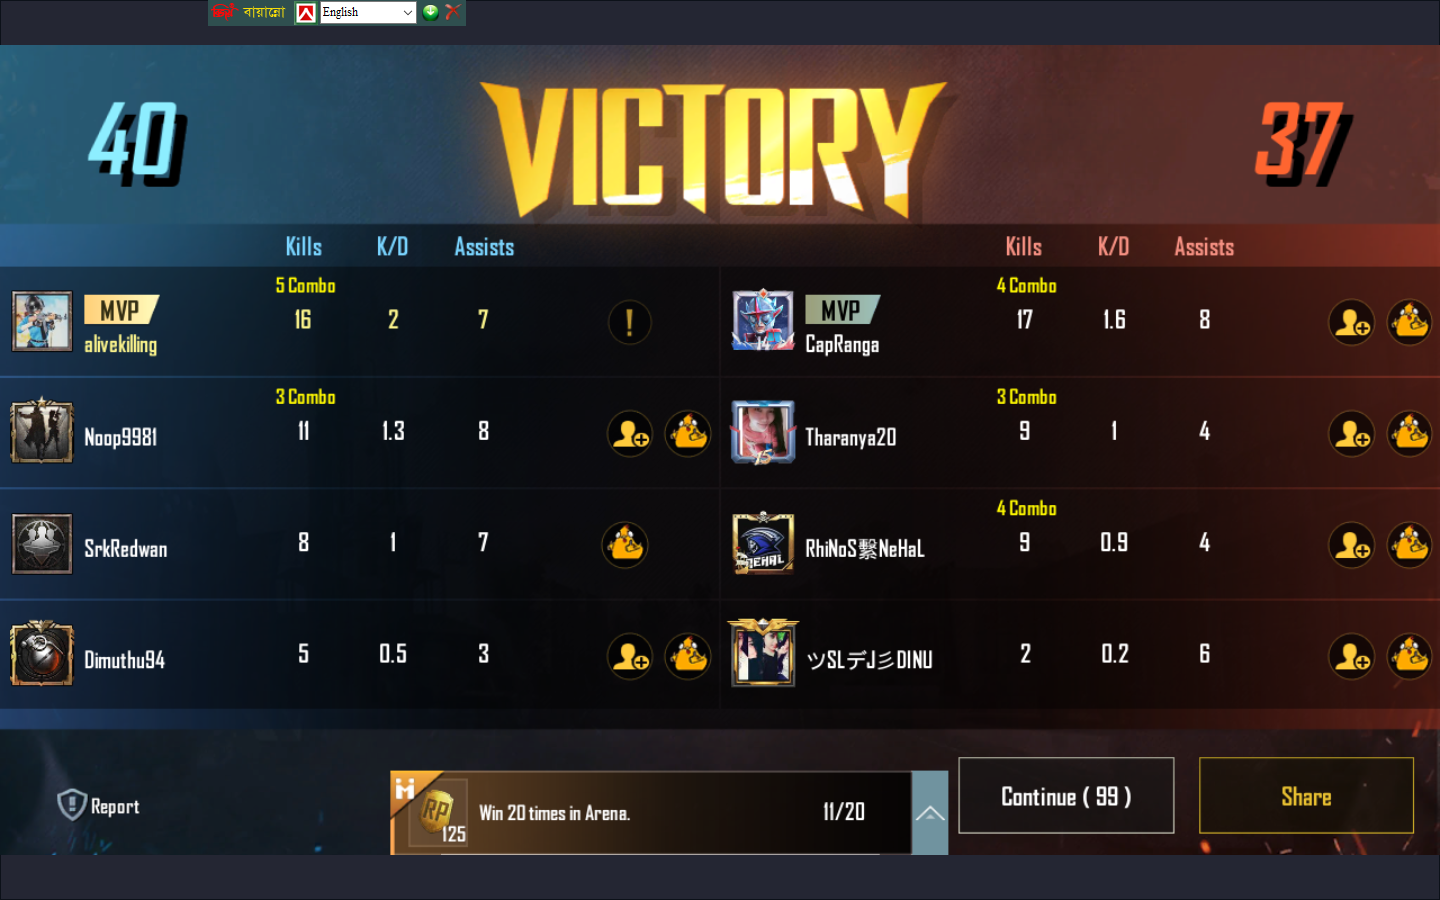 বায়ান্নো English
40 VICTORY 37
Kills K/D Assists Kills K/D Assists
5 Combo 4 Combo
MVP 16 2 7 MVP 17 1.6 8
alivekilling CapRanga
3 Combo 3 Combo
Noop9981 11 1.3 8 Tharanya20 9 1 4
4 Combo
SrkRedwan 8 1 7 RhiNoS繋NeHaL 9 0.9 4
NEHAL
Dimuthu94 5 0.5 3 ツSLデJ彡DINU 2 0.2 6
Report
RP 125 Win 20 times in Arena. 11/20
Continue ( 99 ) Share